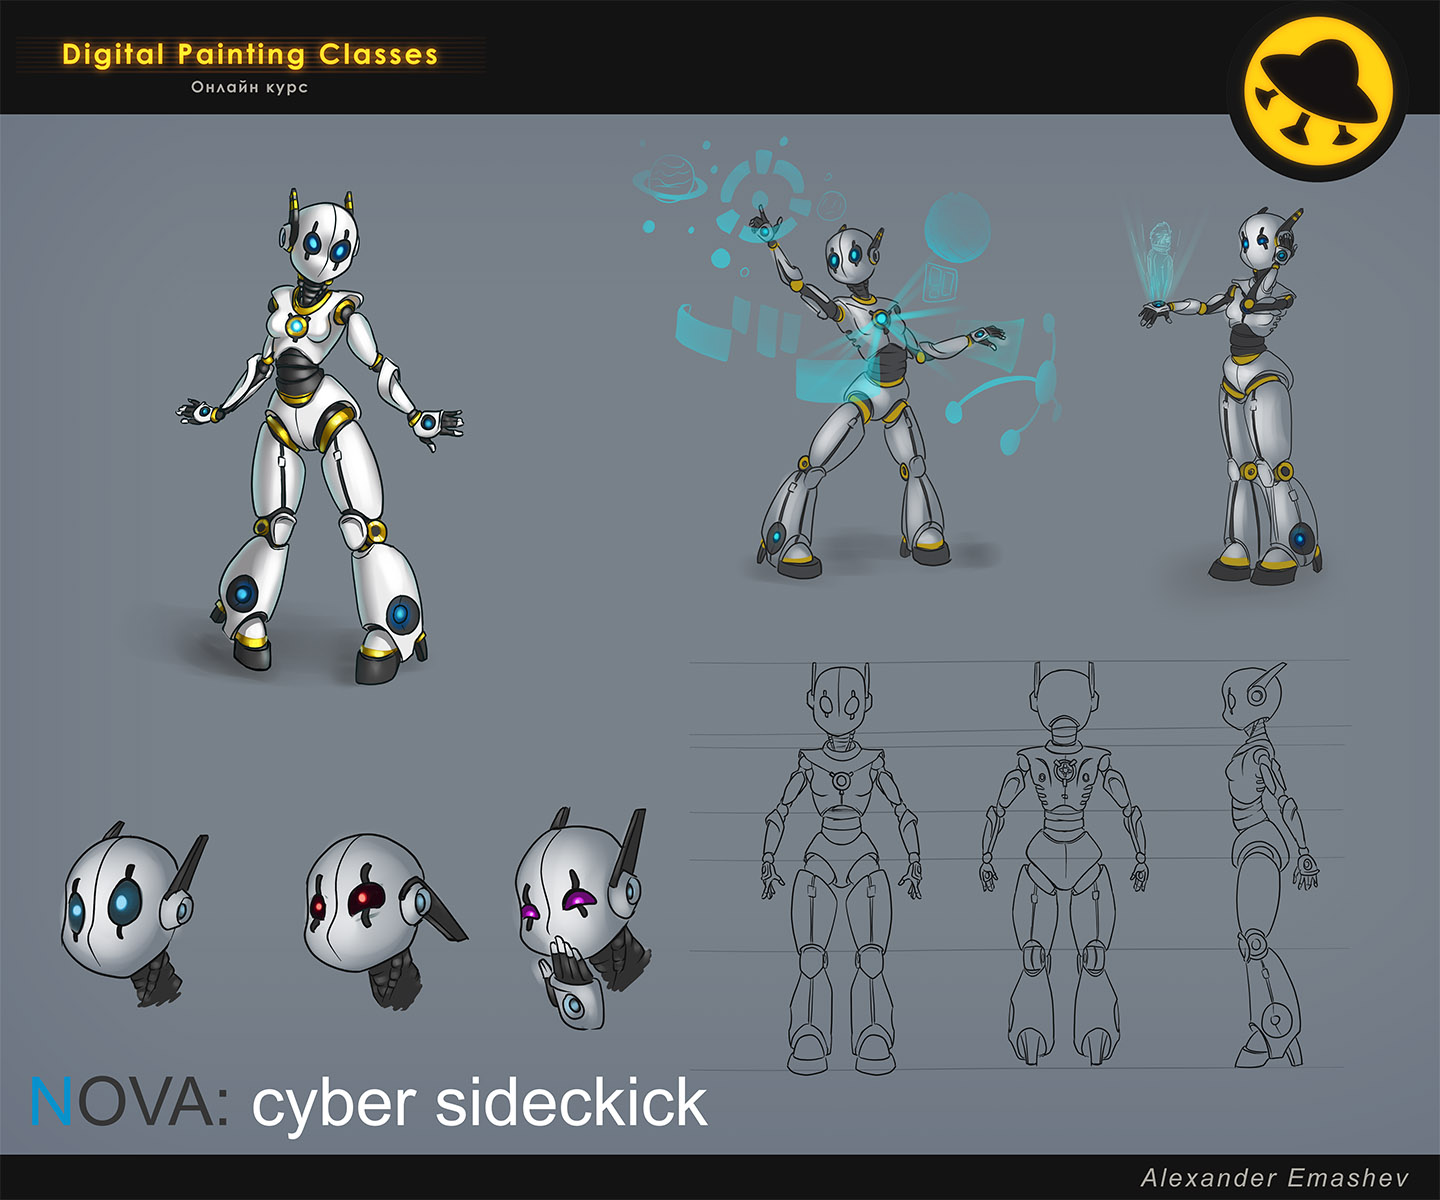 Digital Painting Classes
Онлайн курс
NOVA: cyber sideckick
Alexander Emashev